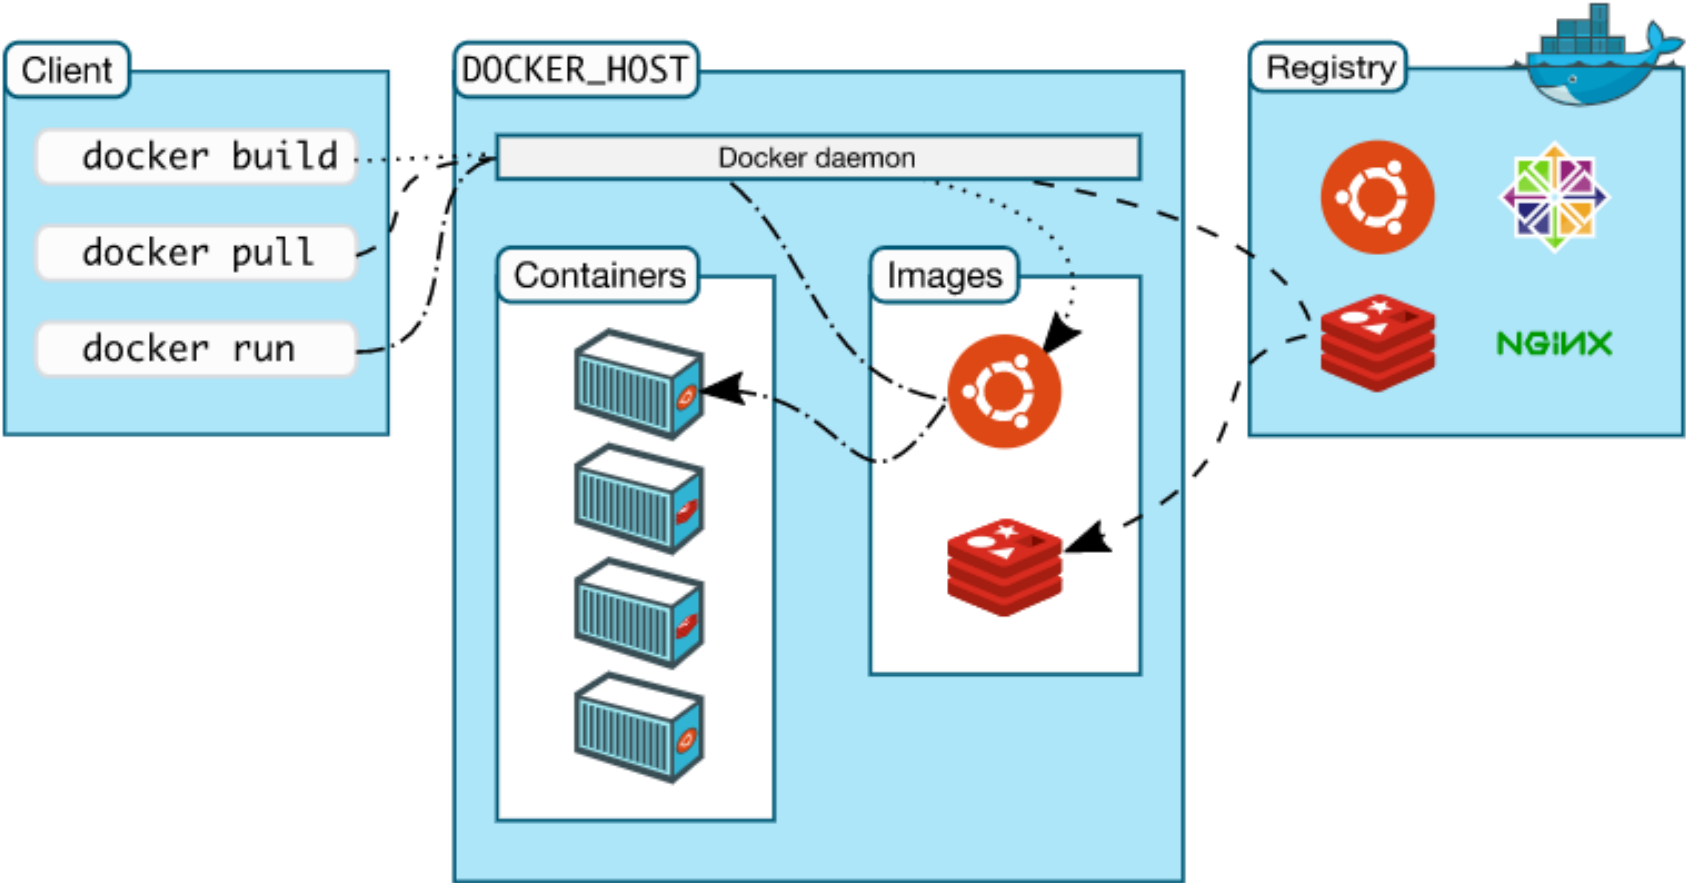 Client
docker build
docker pull
docker run
DOCKER_HOST
Docker daemon
Containers
Images
Registry
NGiNX